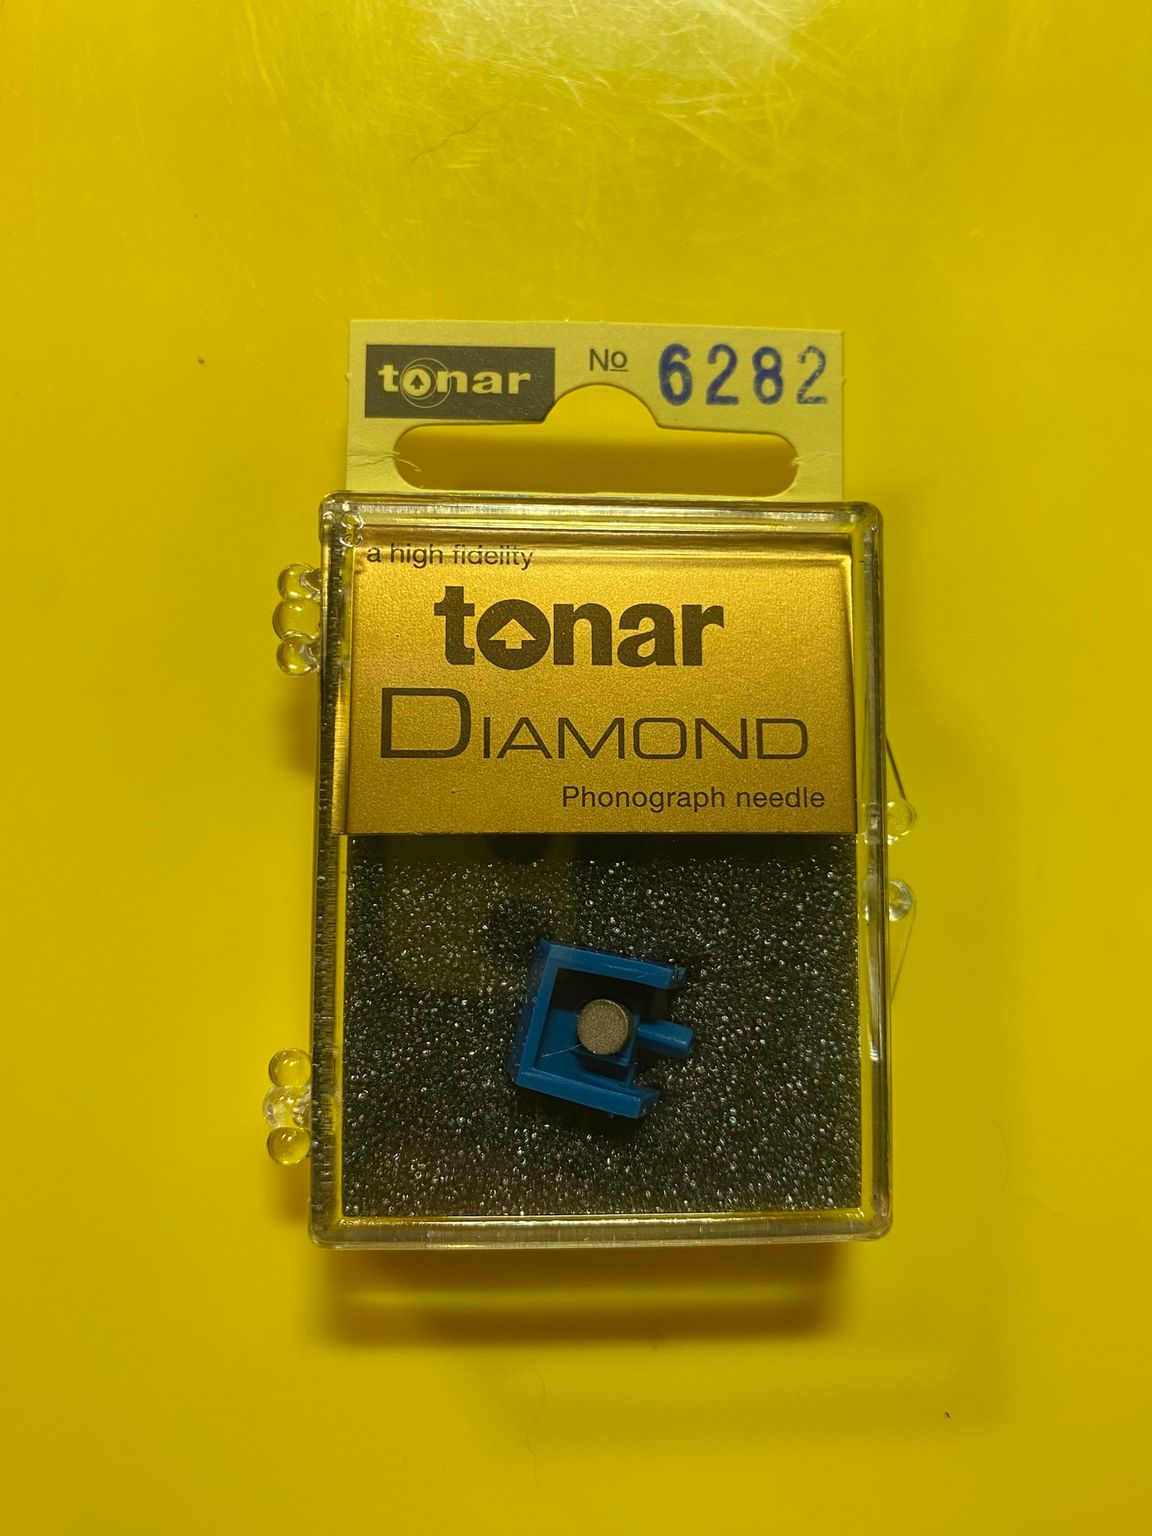 tonar No 6282
a high fidelity
tonar
DIAMOND
Phonograph needle